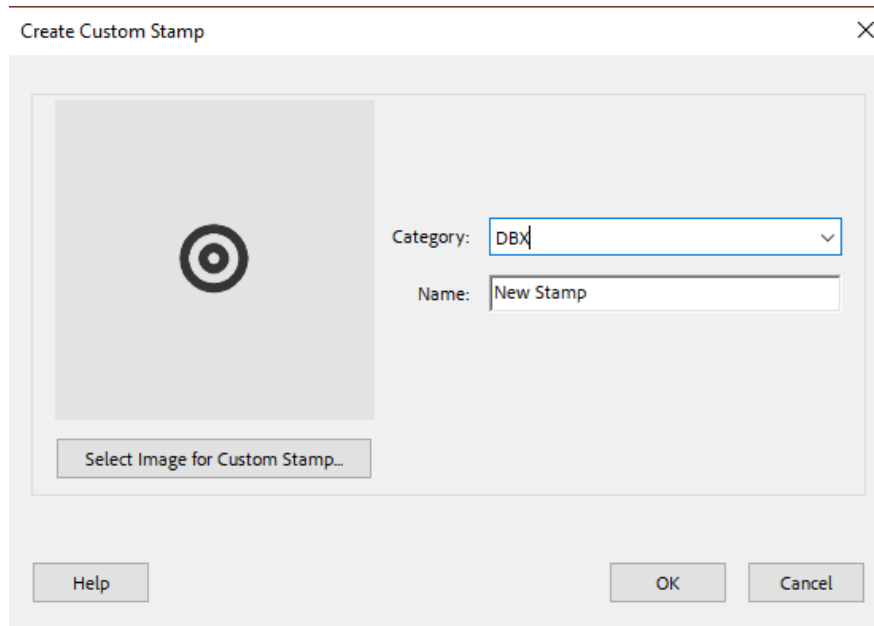 Create Custom Stamp
Category:
DBX
Name:
New Stamp
Select Image for Custom Stamp...
Help
OK
Cancel